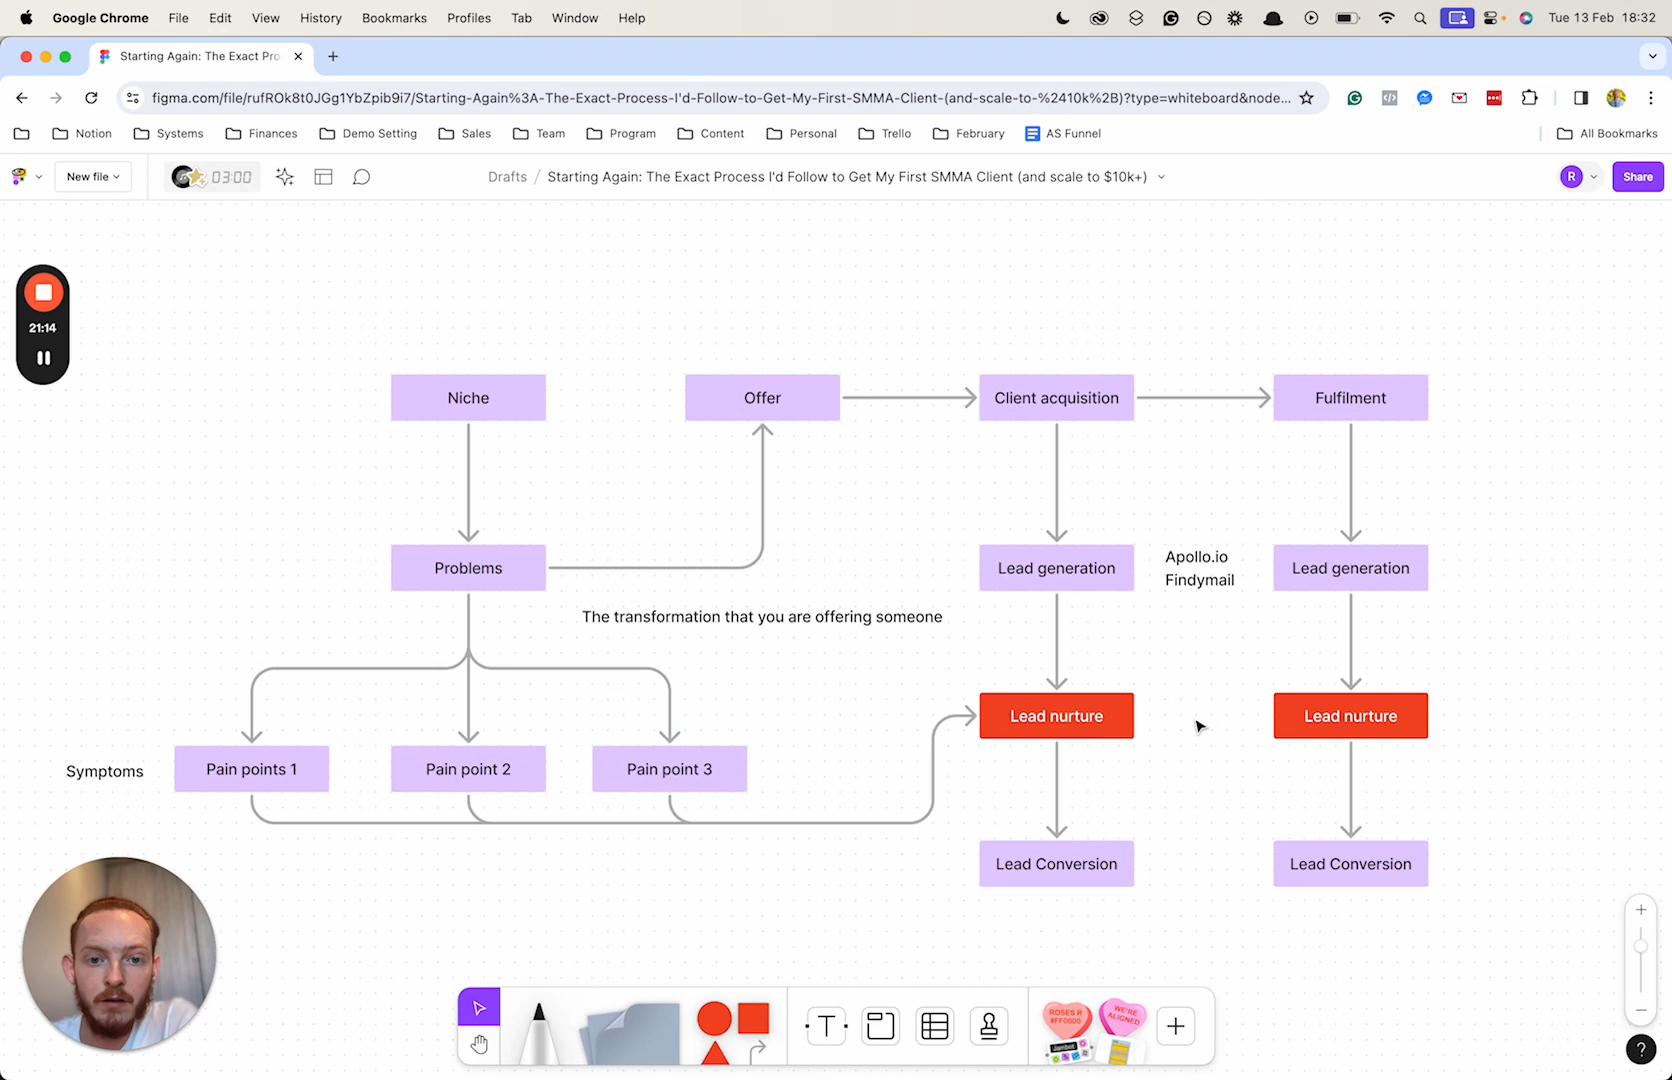 Google Chrome File Edit View History Bookmarks Profiles Tab Window Help Tue 13 Feb 18:32
Starting Again: The Exact Pro
figma.com/file/rufROk8t0JGg1YbZpib9i7/Starting-Again%3A-The-Exact-Process-I'd-Follow-to-Get-My-First-SMMA-Client-(and-scale-to-%2410k%2B)?type=whiteboard&node...
Notion Systems Finances Demo Setting Sales Team Program Content Personal Trello February AS Funnel All Bookmarks
New file 03:00 Drafts / Starting Again: The Exact Process I'd Follow to Get My First SMMA Client (and scale to $10k+) R Share
21:14
Niche Offer Client acquisition Fulfilment
Problems Lead generation Apollo.io Lead generation
Findymail
The transformation that you are offering someone
Lead nurture Lead nurture
Symptoms Pain points 1 Pain point 2 Pain point 3
Lead Conversion Lead Conversion
T
ROSES R
#FF0000
WE'RE
ALIGNED
Jambot
?